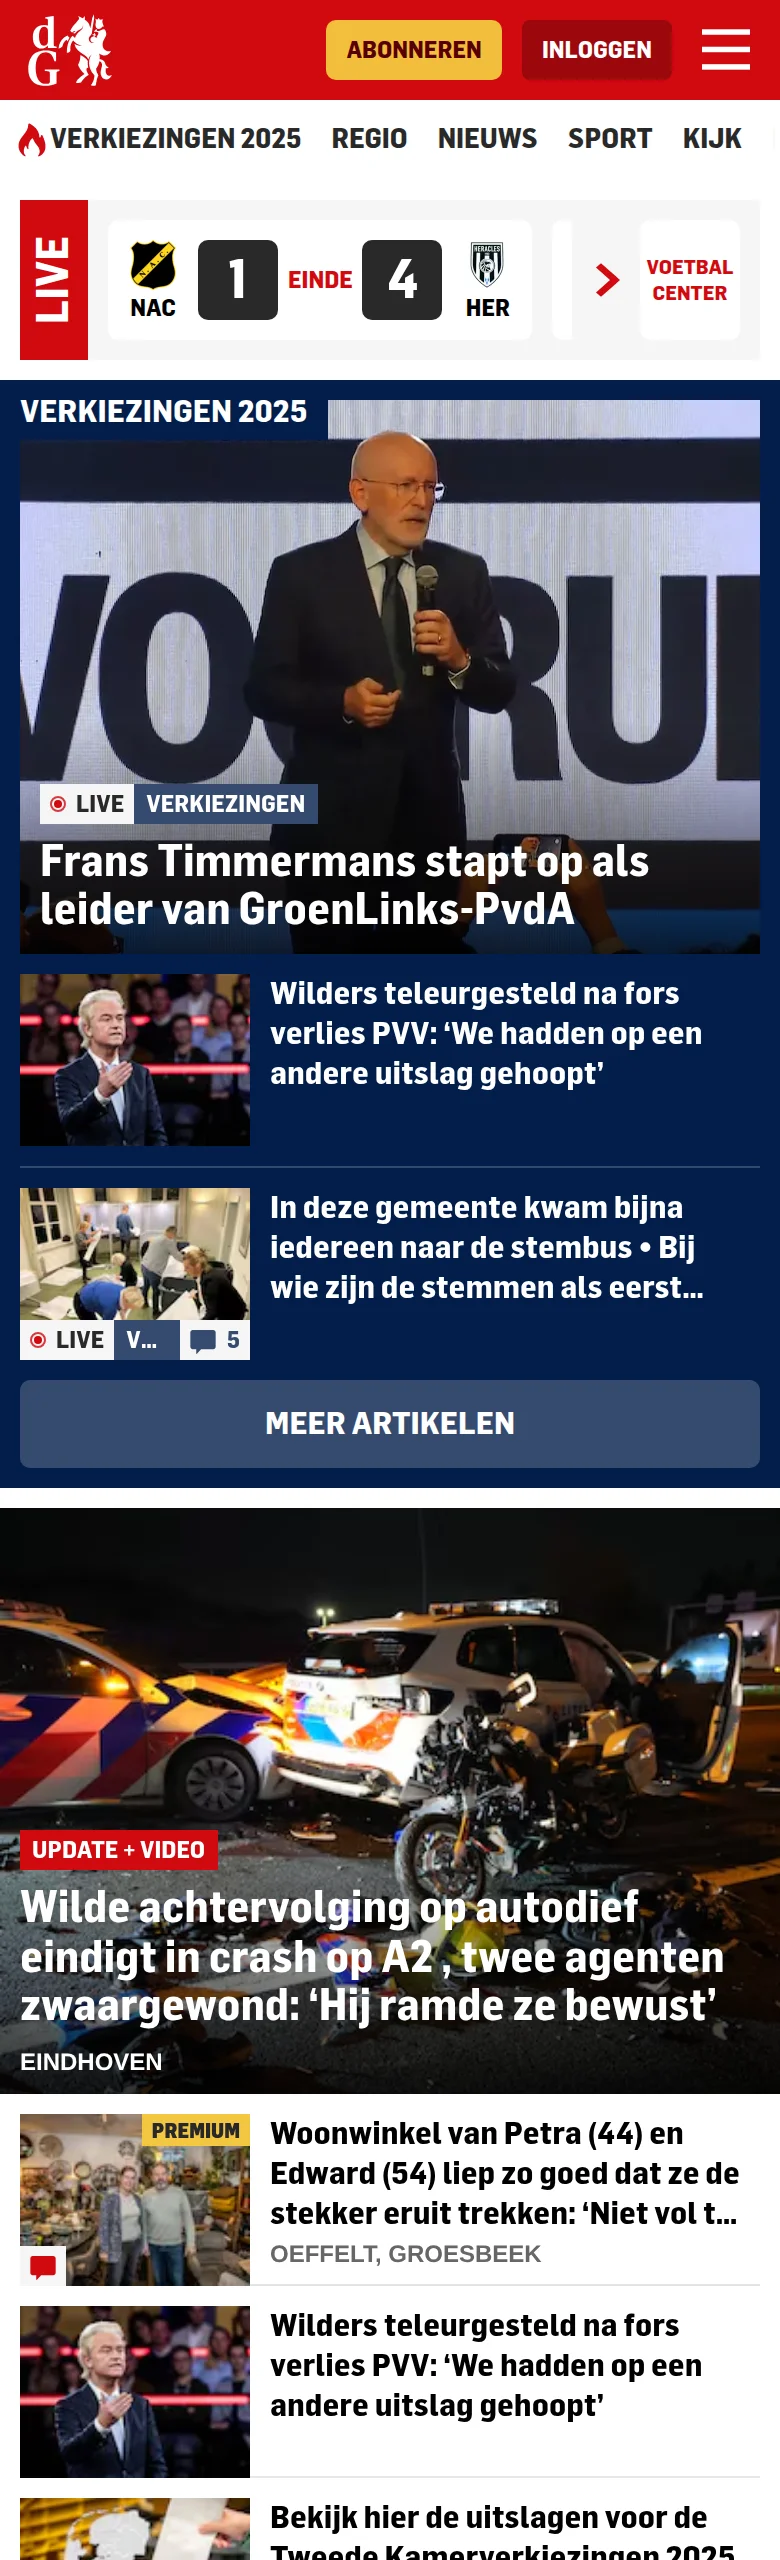 dG
ABONNEREN
INLOGGEN
VERKIEZINGEN 2025 REGIO NIEUWS SPORT KIJK
LIVE
NAC
1
EINDE
4
HERACLES
HER
VOETBAL
CENTER
VERKIEZINGEN 2025
LIVE VERKIEZINGEN
Frans Timmermans stapt op als
leider van GroenLinks-PvdA
Wilders teleurgesteld na fors
verlies PVV: ‘We hadden op een
andere uitslag gehoopt’
In deze gemeente kwam bijna
iedereen naar de stembus • Bij
wie zijn de stemmen als eerst...
LIVE V... 5
MEER ARTIKELEN
UPDATE + VIDEO
Wilde achtervolging op autodief
eindigt in crash op A2 , twee agenten
zwaargewond: ‘Hij ramde ze bewust’
EINDHOVEN
PREMIUM
Woonwinkel van Petra (44) en
Edward (54) liep zo goed dat ze de
stekker eruit trekken: ‘Niet vol t...
OEFFELT, GROESBEEK
Wilders teleurgesteld na fors
verlies PVV: ‘We hadden op een
andere uitslag gehoopt’
Bekijk hier de uitslagen voor de
Tweede Kamerverkiezingen 2025